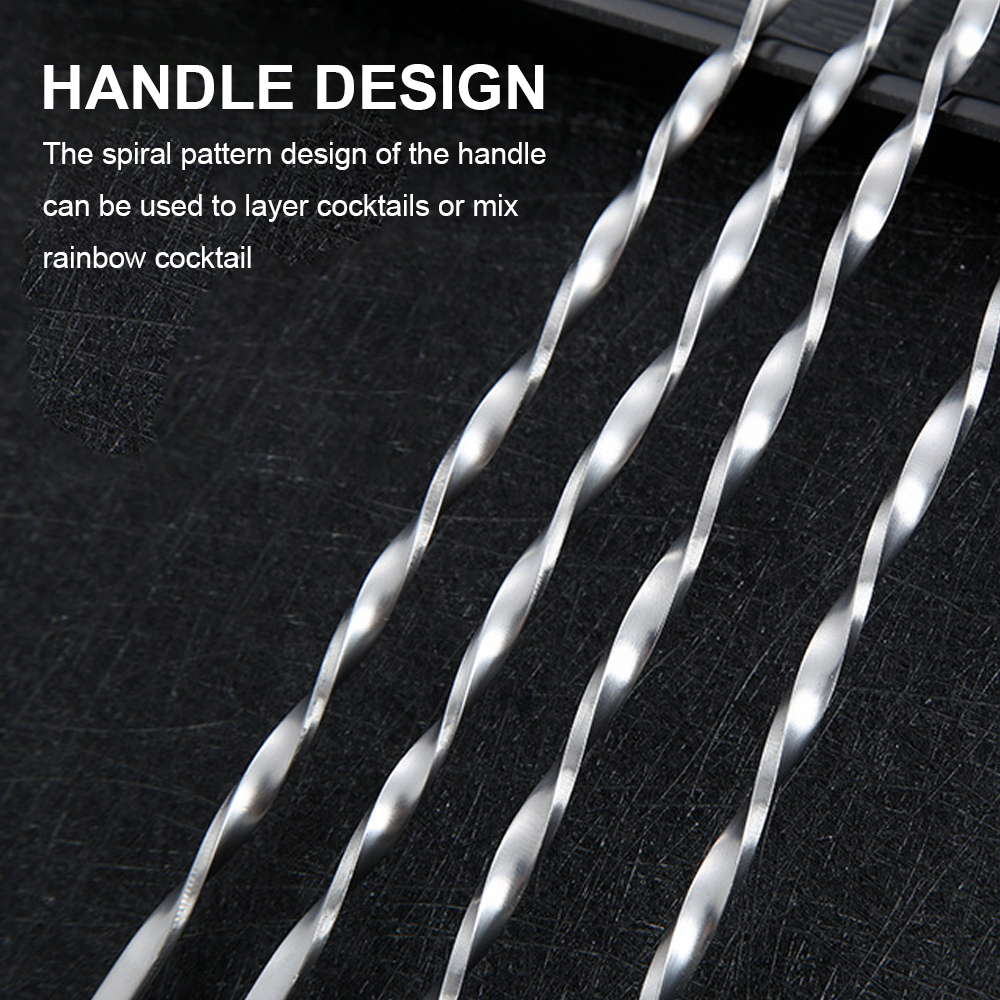 HANDLE DESIGN
The spiral pattern design of the handle
can be used to layer cocktails or mix
rainbow cocktail